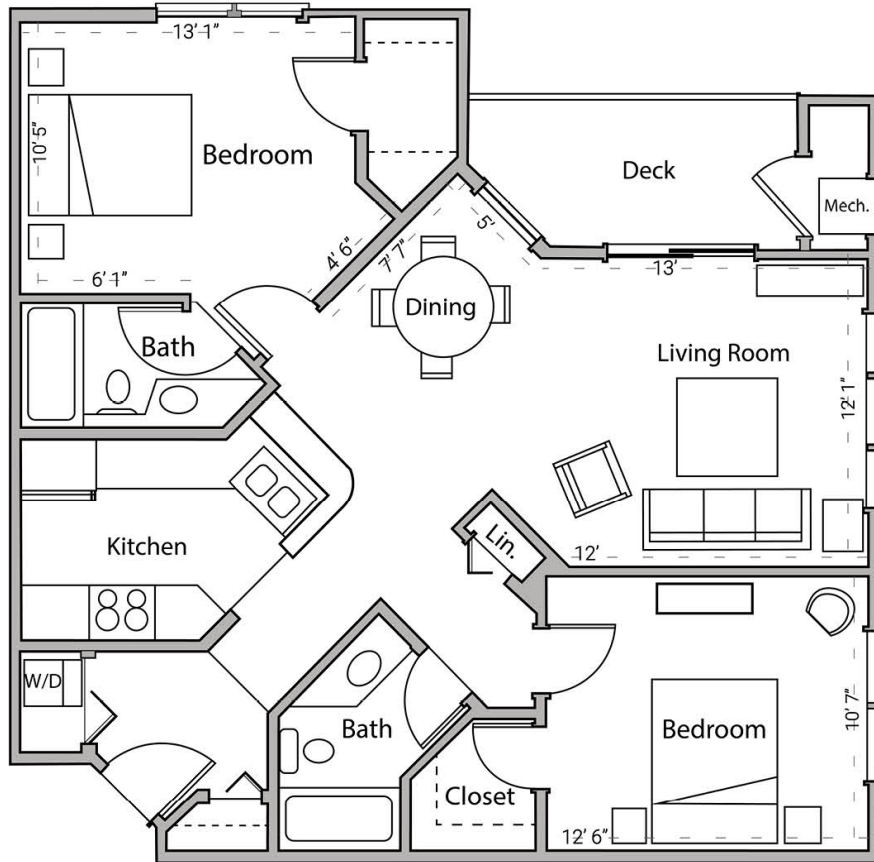 13' 1"
10' 5"
Bedroom
Deck
Mech.
4' 6"
7' 7"
5'
6' 1"
13'
Dining
Bath
Living Room
12' 1"
Kitchen
Lin.
12'
W/D
Bath
Bedroom
10' 7"
Closet
12' 6"